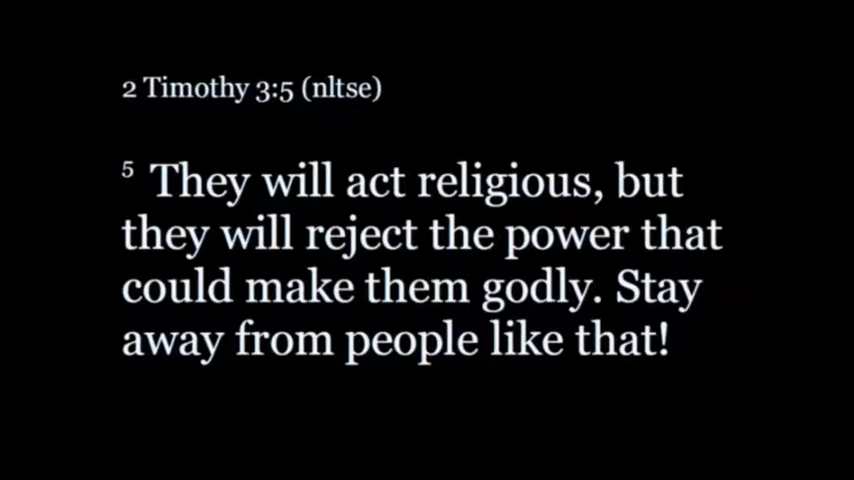 2 Timothy 3:5 (nltse)
5 They will act religious, but
they will reject the power that
could make them godly. Stay
away from people like that!